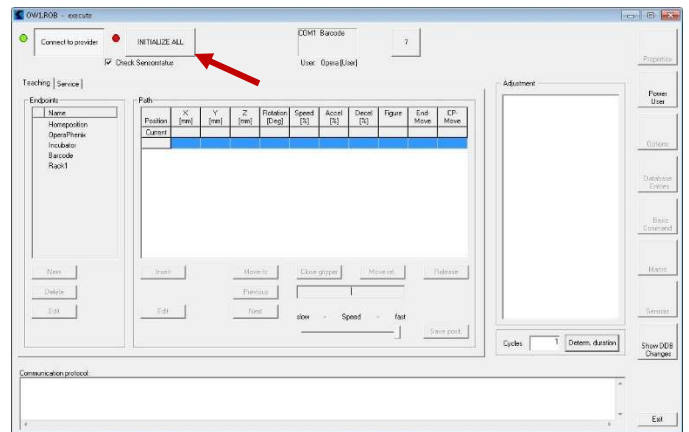 OW1.ROB - execute
Connect to provider
INITIALIZE ALL
COM1 Barcode
?
Check Sensorstatus
User: Opera [User]
Properties
Teaching Service
Adjustment
Power User
Endpoints
Path
Name
Homeposition
OperaPhenix
Incubator
Barcode
Rack1
Position X [mm] Y [mm] Z [mm] Rotation [Deg] Speed [%] Accel [%] Decel [%] Figure End-Move CP-Move
Current
Options
Database Entries
Basic Command
New
Insert
Move to
Close gripper
Move rel.
Release
Macro
Delete
Previous
Edit
Edit
Next
slow - Speed - fast
Sensors
Save posit.
Cycles 1 Determ. duration
Show DDB Changes
Communication protocol:
Exit